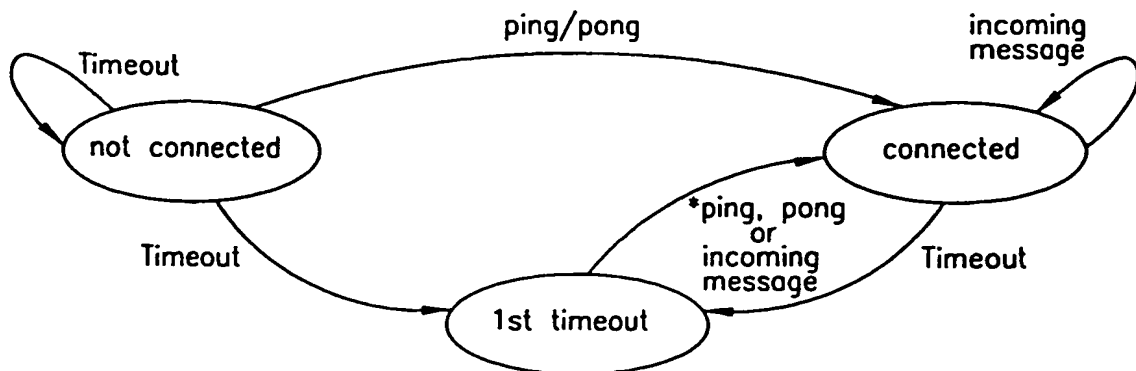 ping/pong
incoming
message
Timeout
not connected
connected
*ping, pong
or
incoming
message
Timeout
Timeout
1st timeout